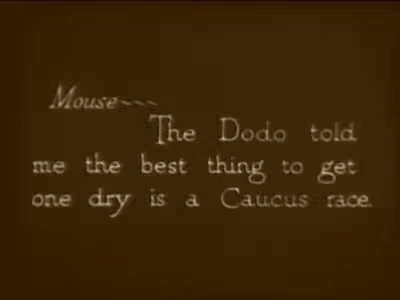 Mouse~~~
The Dodo told
me the best thing to get
one dry is a Caucus race.